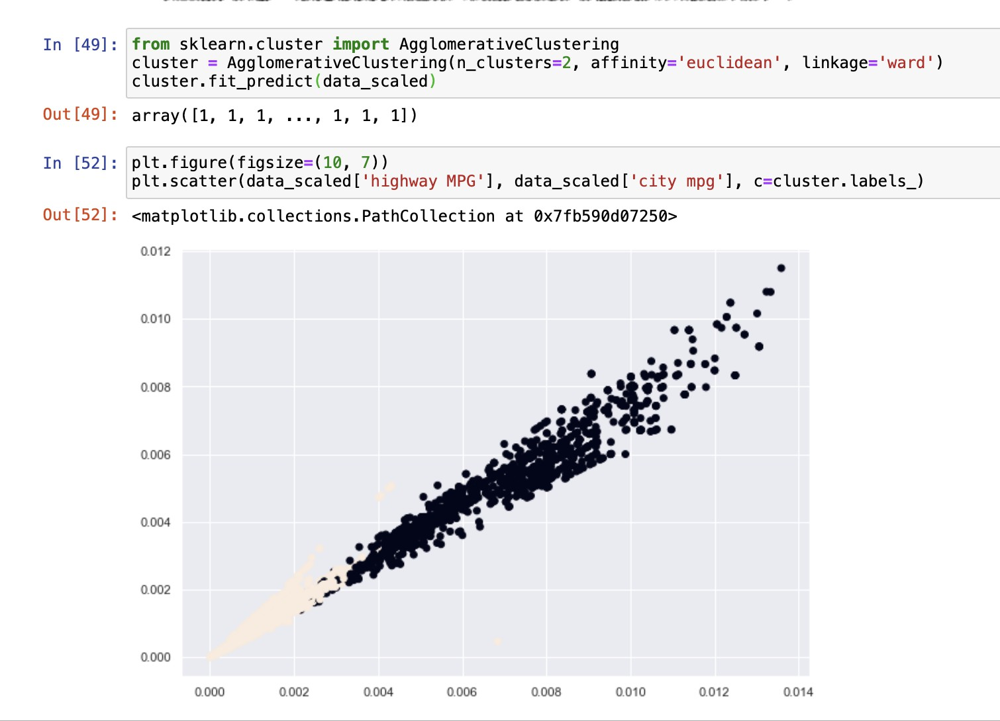 In [49]: from sklearn.cluster import AgglomerativeClustering
cluster = AgglomerativeClustering(n_clusters=2, affinity='euclidean', linkage='ward')
cluster.fit_predict(data_scaled)
Out[49]: array([1, 1, 1, ..., 1, 1, 1])
In [52]: plt.figure(figsize=(10, 7))
plt.scatter(data_scaled['highway MPG'], data_scaled['city mpg'], c=cluster.labels_)
Out[52]: <matplotlib.collections.PathCollection at 0x7fb590d07250>
0.012
0.010
0.008
0.006
0.004
0.002
0.000
0.000 0.002 0.004 0.006 0.008 0.010 0.012 0.014